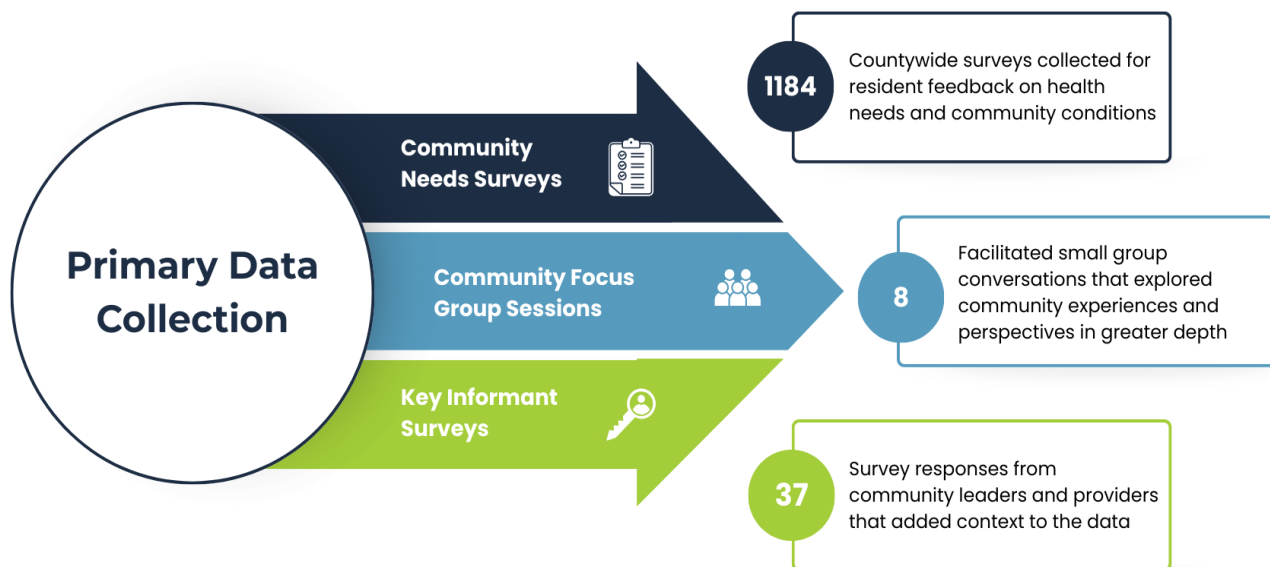 Primary Data
Collection
Community
Needs Surveys
1184
Countywide surveys collected for
resident feedback on health
needs and community conditions
Community Focus
Group Sessions
8
Facilitated small group
conversations that explored
community experiences and
perspectives in greater depth
Key Informant
Surveys
37
Survey responses from
community leaders and providers
that added context to the data